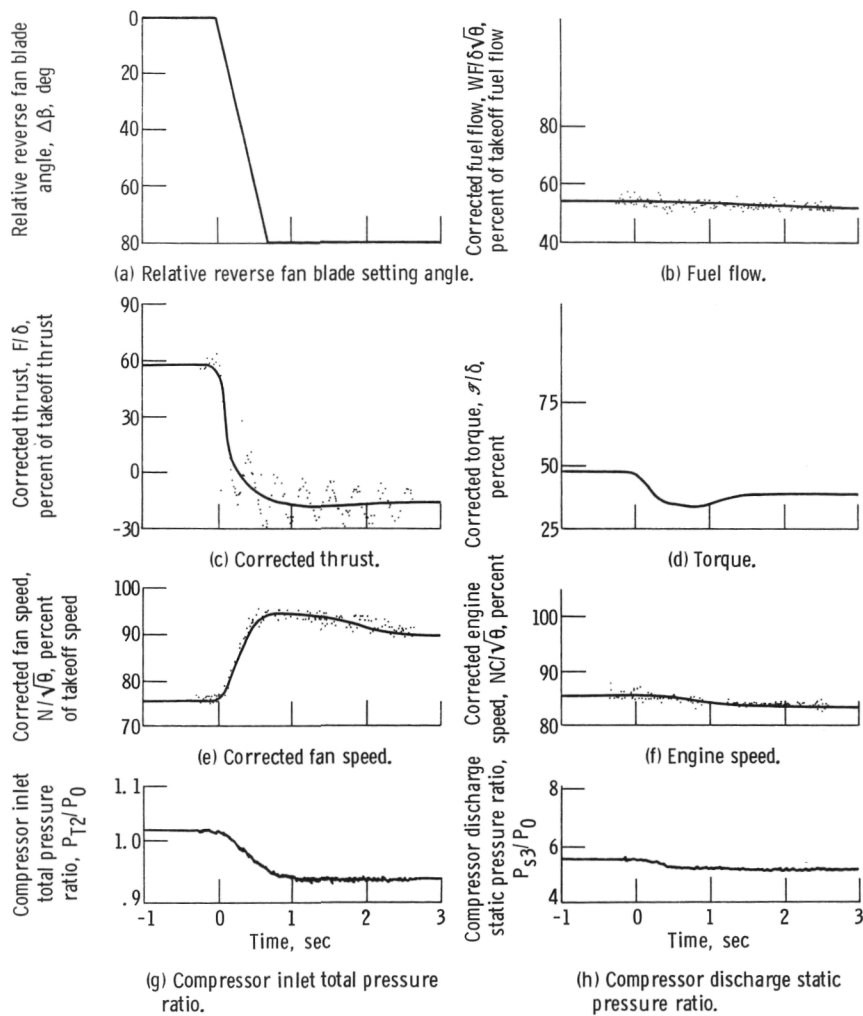 Relative reverse fan blade
angle, Δβ, deg
0
20
40
60
80
(a) Relative reverse fan blade setting angle.
Corrected fuel flow, WF/δ√θ,
percent of takeoff fuel flow
80
60
40
(b) Fuel flow.
Corrected thrust, F/δ,
percent of takeoff thrust
90
60
30
0
-30
(c) Corrected thrust.
Corrected torque, 𝒯/δ,
percent
75
50
25
(d) Torque.
Corrected fan speed,
N/√θ, percent
of takeoff speed
100
90
80
70
(e) Corrected fan speed.
Corrected engine
speed, NC/√θ, percent
100
90
80
(f) Engine speed.
Compressor inlet
total pressure
ratio, PT2/P0
1.1
1.0
.9
-1
0
1
2
3
Time, sec
(g) Compressor inlet total pressure
ratio.
Compressor discharge
static pressure ratio,
Ps3/P0
8
6
4
-1
0
1
2
3
Time, sec
(h) Compressor discharge static
pressure ratio.